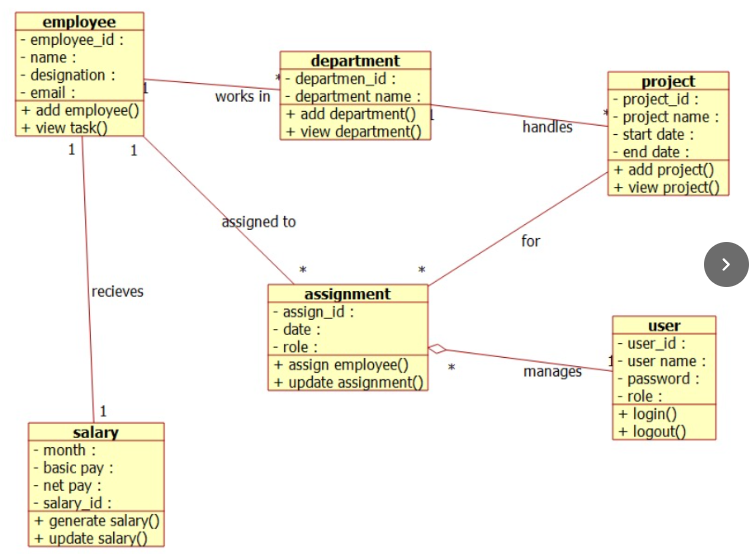 employee
- employee_id :
- name :
- designation :
- email :
+ add employee()
+ view task()
1
works in
*
department
- departmen_id :
- department name :
+ add department()
+ view department()
1
handles
*
project
- project_id :
- project name :
- start date :
- end date :
+ add project()
+ view project()
1
1
assigned to
for
*
*
recieves
assignment
- assign_id :
- date :
- role :
+ assign employee()
+ update assignment()
*
manages
1
user
- user_id :
- user name :
- password :
- role :
+ login()
+ logout()
1
salary
- month :
- basic pay :
- net pay :
- salary_id :
+ generate salary()
+ update salary()